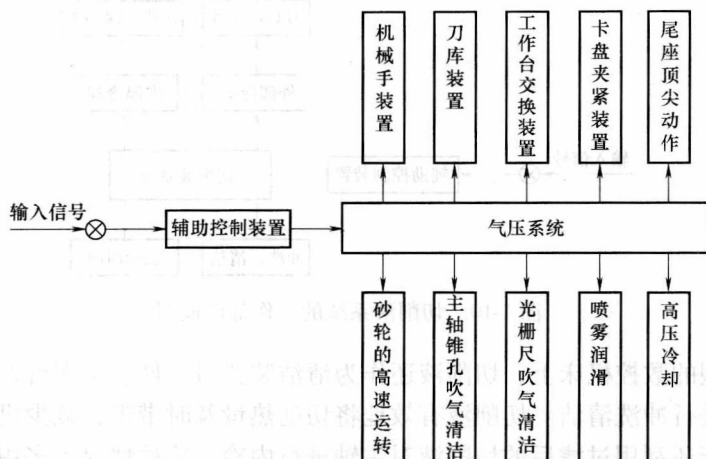 机械手装置
刀库装置
工作台交换装置
卡盘夹紧装置
尾座顶尖动作
输入信号
辅助控制装置
气压系统
砂轮的高速运转
主轴锥孔吹气清洁
光栅尺吹气清洁
喷雾润滑
高压冷却